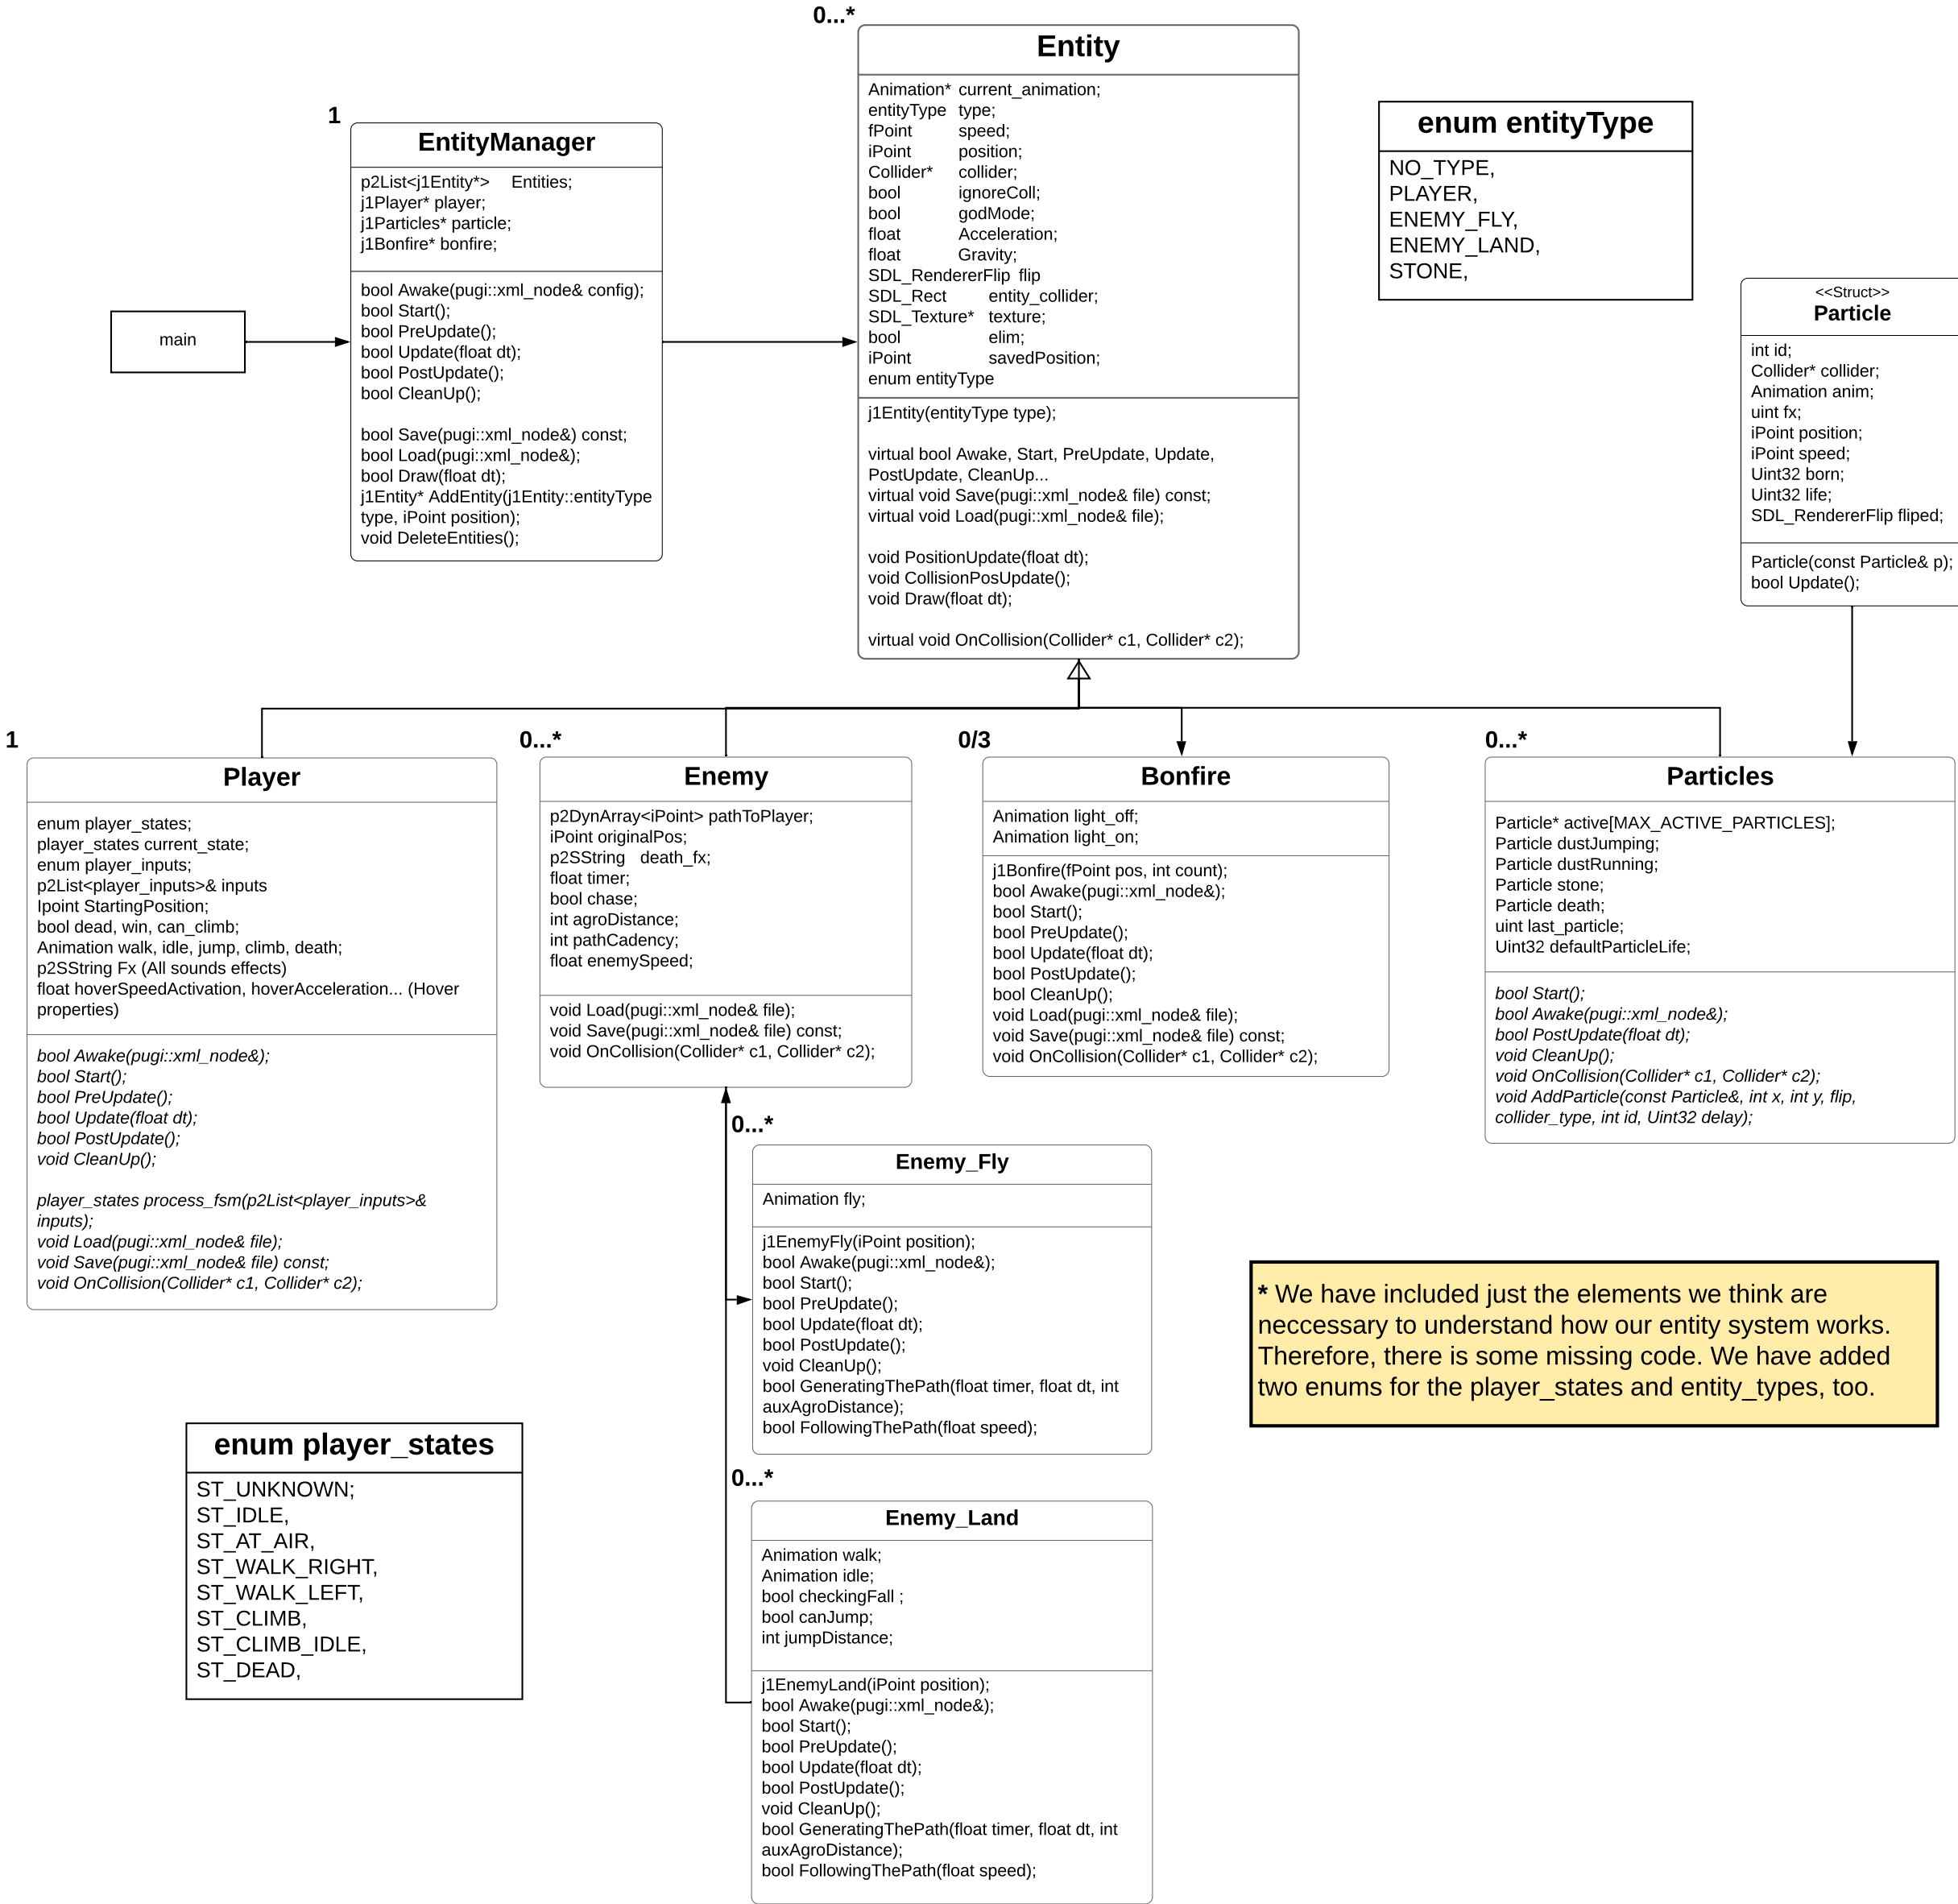 0...*
Entity
Animation* current_animation;
entityType type;
fPoint speed;
iPoint position;
Collider* collider;
bool ignoreColl;
bool godMode;
float Acceleration;
float Gravity;
SDL_RendererFlip flip
SDL_Rect entity_collider;
SDL_Texture* texture;
bool elim;
iPoint savedPosition;
enum entityType
j1Entity(entityType type);
virtual bool Awake, Start, PreUpdate, Update,
PostUpdate, CleanUp...
virtual void Save(pugi::xml_node& file) const;
virtual void Load(pugi::xml_node& file);
void PositionUpdate(float dt);
void CollisionPosUpdate();
void Draw(float dt);
virtual void OnCollision(Collider* c1, Collider* c2);
1
EntityManager
p2List<j1Entity*> Entities;
j1Player* player;
j1Particles* particle;
j1Bonfire* bonfire;
bool Awake(pugi::xml_node& config);
bool Start();
bool PreUpdate();
bool Update(float dt);
bool PostUpdate();
bool CleanUp();
bool Save(pugi::xml_node&) const;
bool Load(pugi::xml_node&);
bool Draw(float dt);
j1Entity* AddEntity(j1Entity::entityType
type, iPoint position);
void DeleteEntities();
main
enum entityType
NO_TYPE,
PLAYER,
ENEMY_FLY,
ENEMY_LAND,
STONE,
<<Struct>>
Particle
int id;
Collider* collider;
Animation anim;
uint fx;
iPoint position;
iPoint speed;
Uint32 born;
Uint32 life;
SDL_RendererFlip fliped;
Particle(const Particle& p);
bool Update();
1
Player
enum player_states;
player_states current_state;
enum player_inputs;
p2List<player_inputs>& inputs
Ipoint StartingPosition;
bool dead, win, can_climb;
Animation walk, idle, jump, climb, death;
p2SString Fx (All sounds effects)
float hoverSpeedActivation, hoverAcceleration... (Hover
properties)
bool Awake(pugi::xml_node&);
bool Start();
bool PreUpdate();
bool Update(float dt);
bool PostUpdate();
void CleanUp();
player_states process_fsm(p2List<player_inputs>&
inputs);
void Load(pugi::xml_node& file);
void Save(pugi::xml_node& file) const;
void OnCollision(Collider* c1, Collider* c2);
0...*
Enemy
p2DynArray<iPoint> pathToPlayer;
iPoint originalPos;
p2SString death_fx;
float timer;
bool chase;
int agroDistance;
int pathCadency;
float enemySpeed;
void Load(pugi::xml_node& file);
void Save(pugi::xml_node& file) const;
void OnCollision(Collider* c1, Collider* c2);
0/3
Bonfire
Animation light_off;
Animation light_on;
j1Bonfire(fPoint pos, int count);
bool Awake(pugi::xml_node&);
bool Start();
bool PreUpdate();
bool Update(float dt);
bool PostUpdate();
bool CleanUp();
void Load(pugi::xml_node& file);
void Save(pugi::xml_node& file) const;
void OnCollision(Collider* c1, Collider* c2);
0...*
Particles
Particle* active[MAX_ACTIVE_PARTICLES];
Particle dustJumping;
Particle dustRunning;
Particle stone;
Particle death;
uint last_particle;
Uint32 defaultParticleLife;
bool Start();
bool Awake(pugi::xml_node&);
bool PostUpdate(float dt);
void CleanUp();
void OnCollision(Collider* c1, Collider* c2);
void AddParticle(const Particle&, int x, int y, flip,
collider_type, int id, Uint32 delay);
0...*
Enemy_Fly
Animation fly;
j1EnemyFly(iPoint position);
bool Awake(pugi::xml_node&);
bool Start();
bool PreUpdate();
bool Update(float dt);
bool PostUpdate();
void CleanUp();
bool GeneratingThePath(float timer, float dt, int
auxAgroDistance);
bool FollowingThePath(float speed);
* We have included just the elements we think are
neccessary to understand how our entity system works.
Therefore, there is some missing code. We have added
two enums for the player_states and entity_types, too.
enum player_states
ST_UNKNOWN;
ST_IDLE,
ST_AT_AIR,
ST_WALK_RIGHT,
ST_WALK_LEFT,
ST_CLIMB,
ST_CLIMB_IDLE,
ST_DEAD,
0...*
Enemy_Land
Animation walk;
Animation idle;
bool checkingFall ;
bool canJump;
int jumpDistance;
j1EnemyLand(iPoint position);
bool Awake(pugi::xml_node&);
bool Start();
bool PreUpdate();
bool Update(float dt);
bool PostUpdate();
void CleanUp();
bool GeneratingThePath(float timer, float dt, int
auxAgroDistance);
bool FollowingThePath(float speed);